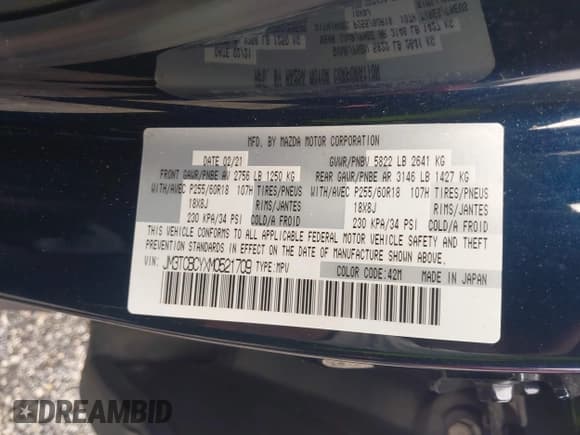 MFD. BY MAZDA MOTOR CORPORATION
DATE 02/21 GVWR/PNBV 5822 LB 2641 KG
FRONT GAWR/PNBE AV 2756 LB 1250 KG REAR GAWR/PNBE AR 3146 LB 1427 KG
WITH/AVEC P255/60R18 107H TIRES/PNEUS WITH/AVEC P255/60R18 107H TIRES/PNEUS
18X8J RIMS/JANTES 18X8J RIMS/JANTES
230 KPA/34 PSI COLD/A FROID 230 KPA/34 PSI COLD/A FROID
THIS VEHICLE CONFORMS TO ALL APPLICABLE FEDERAL MOTOR VEHICLE SAFETY AND THEFT
PREVENTION STANDARDS IN EFFECT ON THE DATE OF MANUFACTURE SHOWN ABOVE.
VIN: JM3TCBCYXM0521709 TYPE:MPV COLOR CODE:42M MADE IN JAPAN
DREAMBID